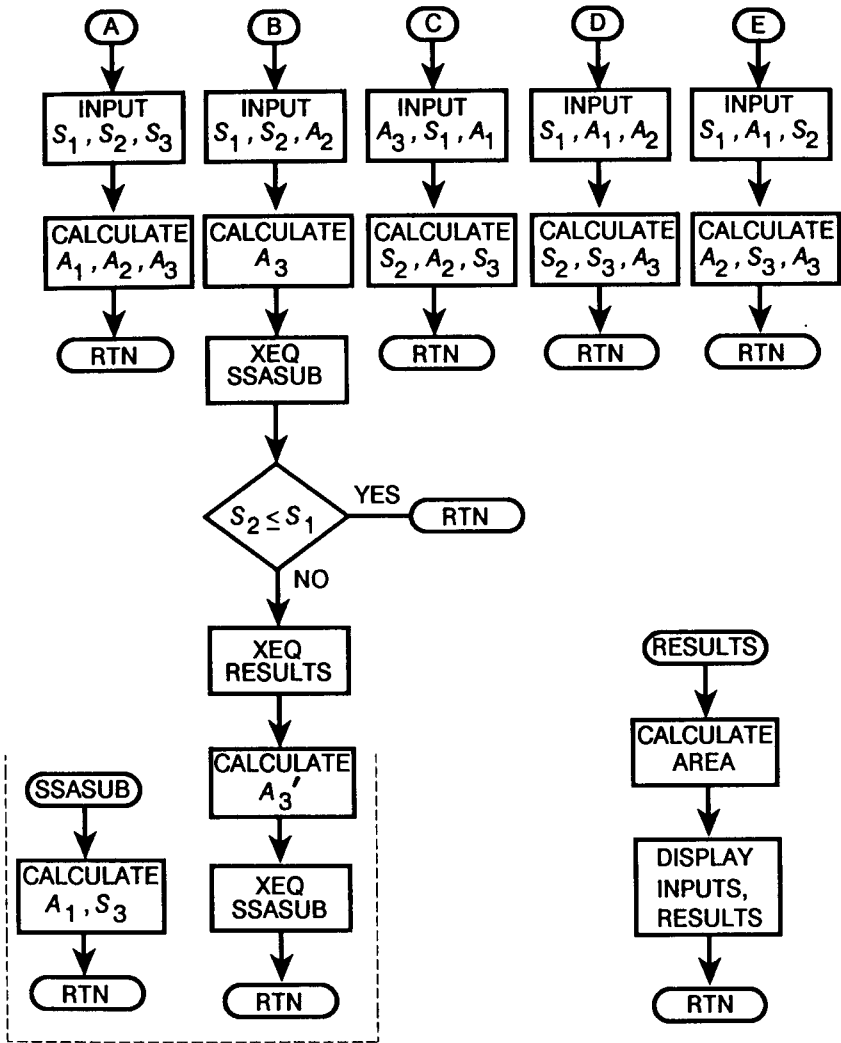 A
INPUT
S₁, S₂, S₃
CALCULATE
A₁, A₂, A₃
RTN
B
INPUT
S₁, S₂, A₂
CALCULATE
A₃
XEQ
SSASUB
S₂ ≤ S₁
YES
RTN
NO
XEQ
RESULTS
CALCULATE
A₃′
XEQ
SSASUB
RTN
C
INPUT
A₃, S₁, A₁
CALCULATE
S₂, A₂, S₃
RTN
D
INPUT
S₁, A₁, A₂
CALCULATE
S₂, S₃, A₃
RTN
E
INPUT
S₁, A₁, S₂
CALCULATE
A₂, S₃, A₃
RTN
SSASUB
CALCULATE
A₁, S₃
RTN
RESULTS
CALCULATE
AREA
DISPLAY
INPUTS,
RESULTS
RTN